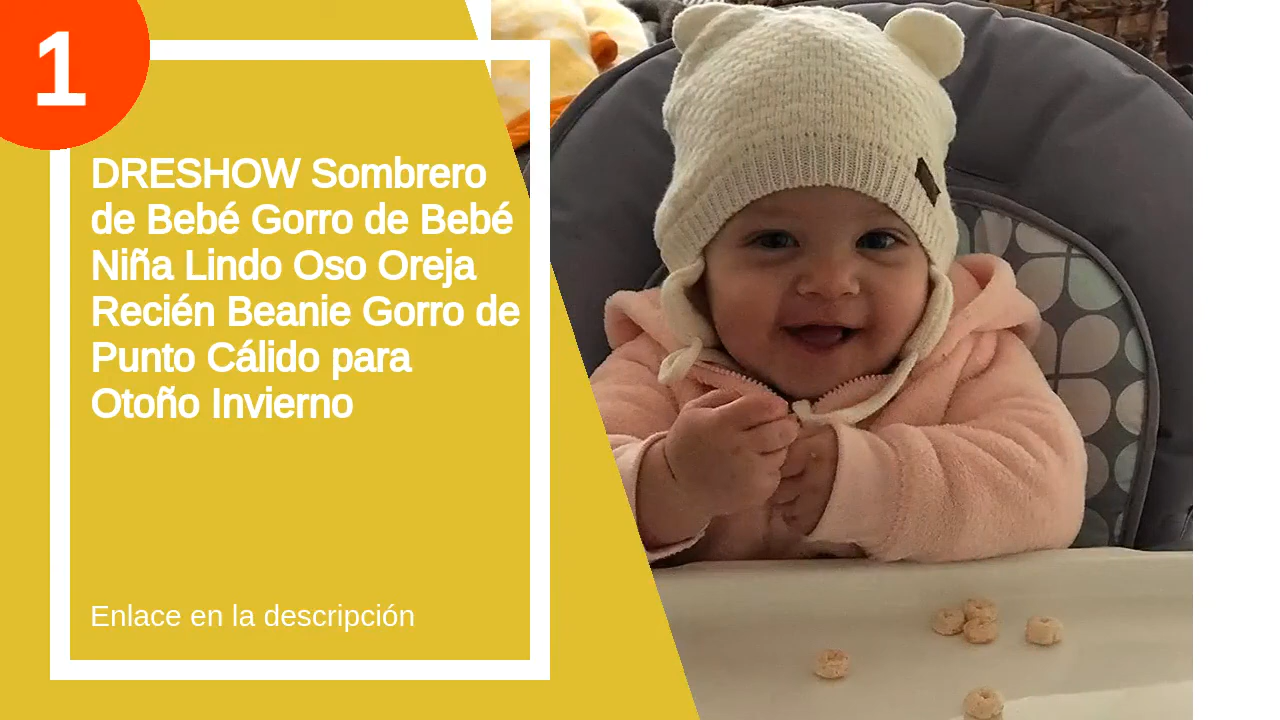 1
DRESHOW Sombrero
de Bebé Gorro de Bebé
Niña Lindo Oso Oreja
Recién Beanie Gorro de
Punto Cálido para
Otoño Invierno
Enlace en la descripción